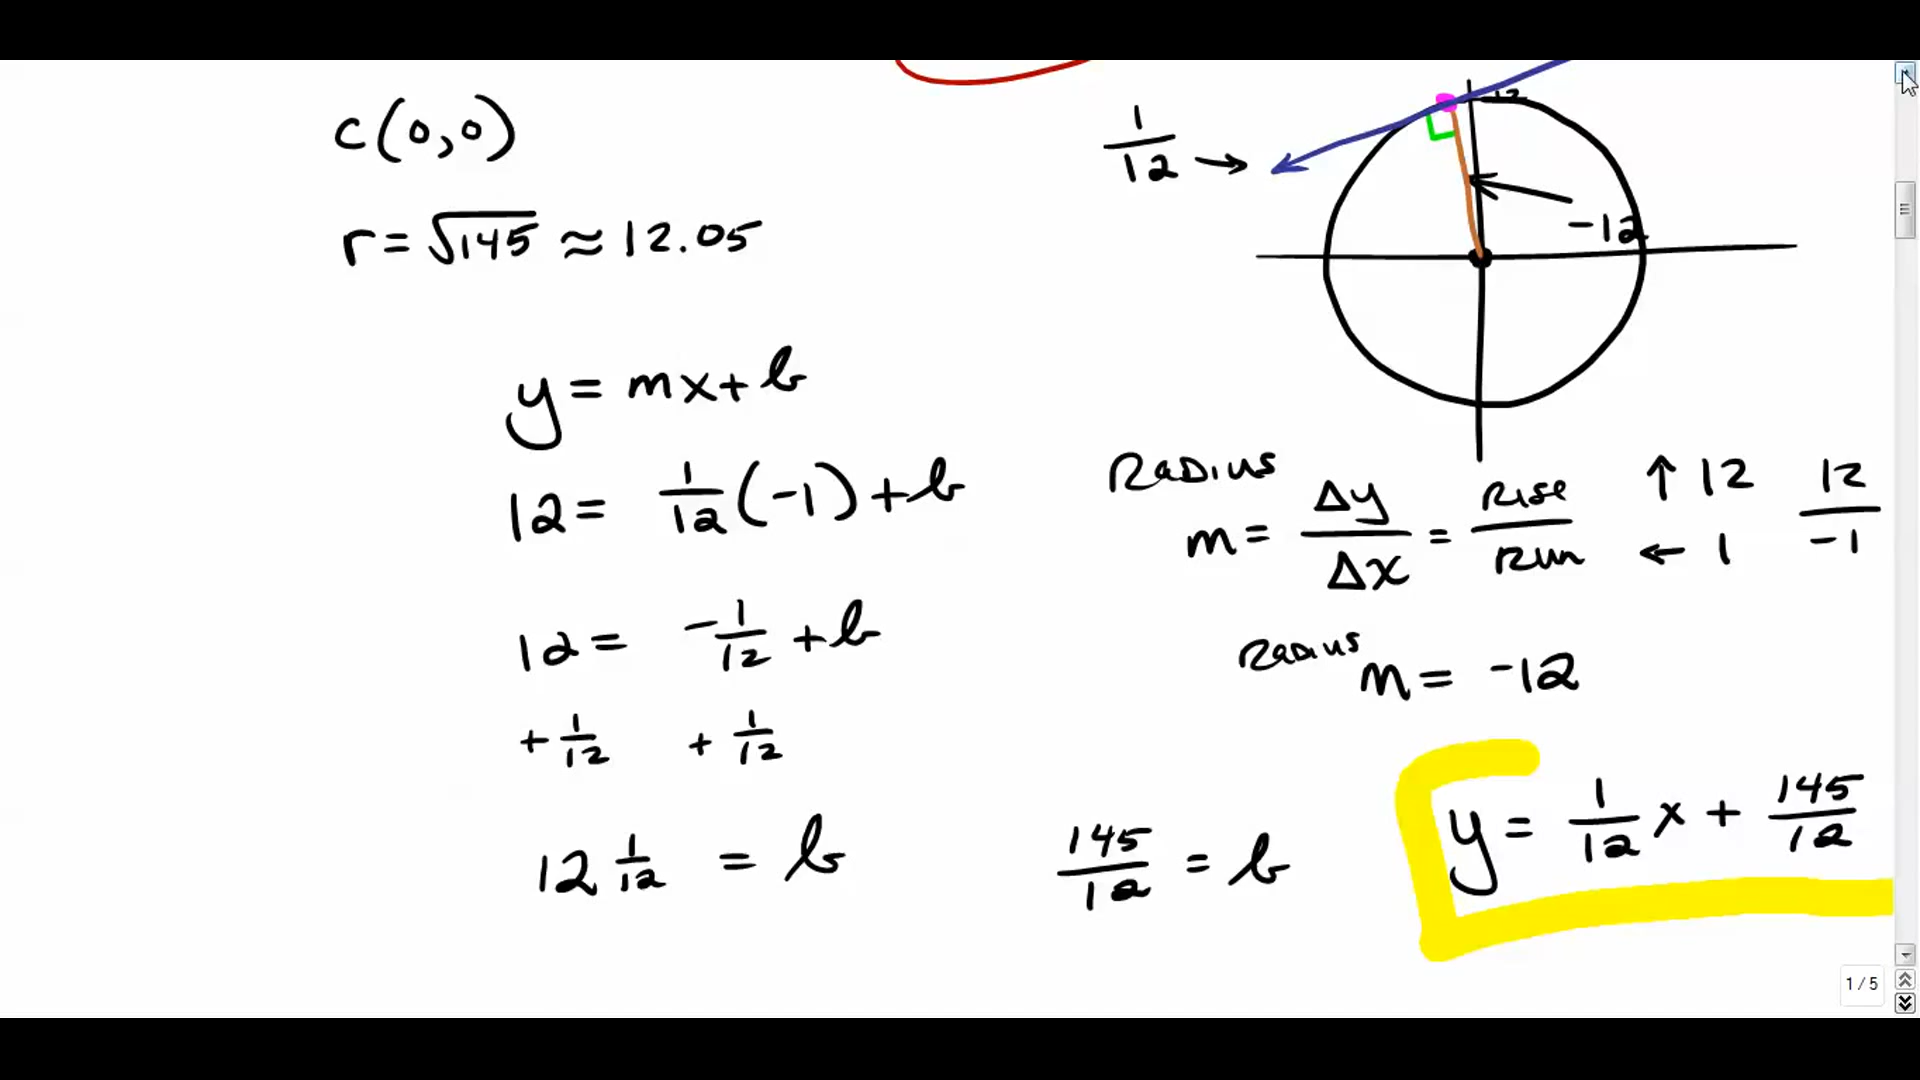 c(0,0)
r = √145 ≈ 12.05
y = mx + b
12 = 1/12 (-1) + b
12 = -1/12 + b
+ 1/12 + 1/12
12 1/12 = b
145/12 = b
1/12 →
12
-12
Radius
m = Δy/Δx = Rise/Run ↑ 12 ← 1 12/-1
Radius m = -12
y = 1/12 x + 145/12
1 / 5